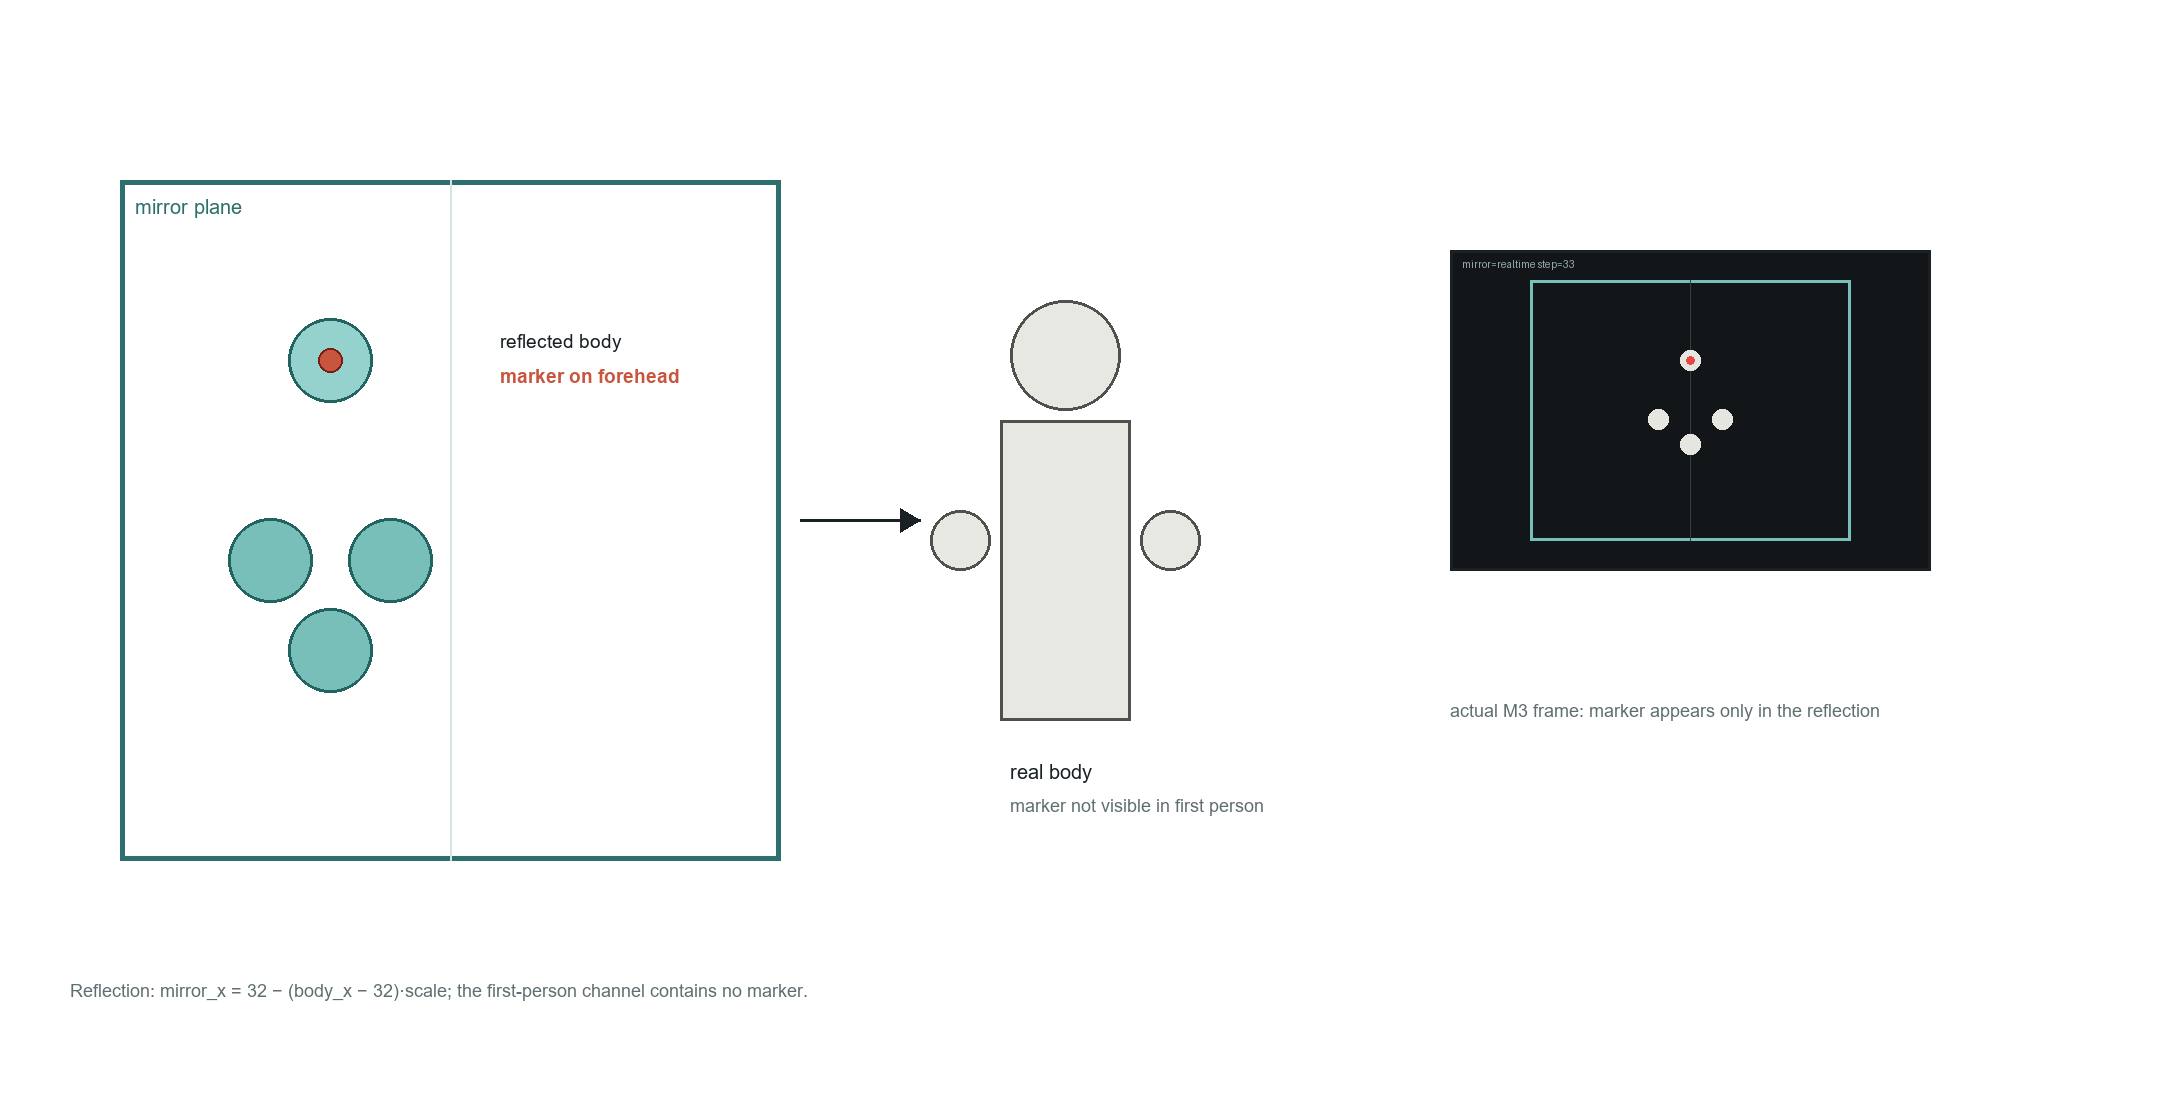 mirror plane
reflected body
marker on forehead
real body
marker not visible in first person
mirror=realtime step=33
actual M3 frame: marker appears only in the reflection
Reflection: mirror_x = 32 − (body_x − 32)·scale; the first-person channel contains no marker.